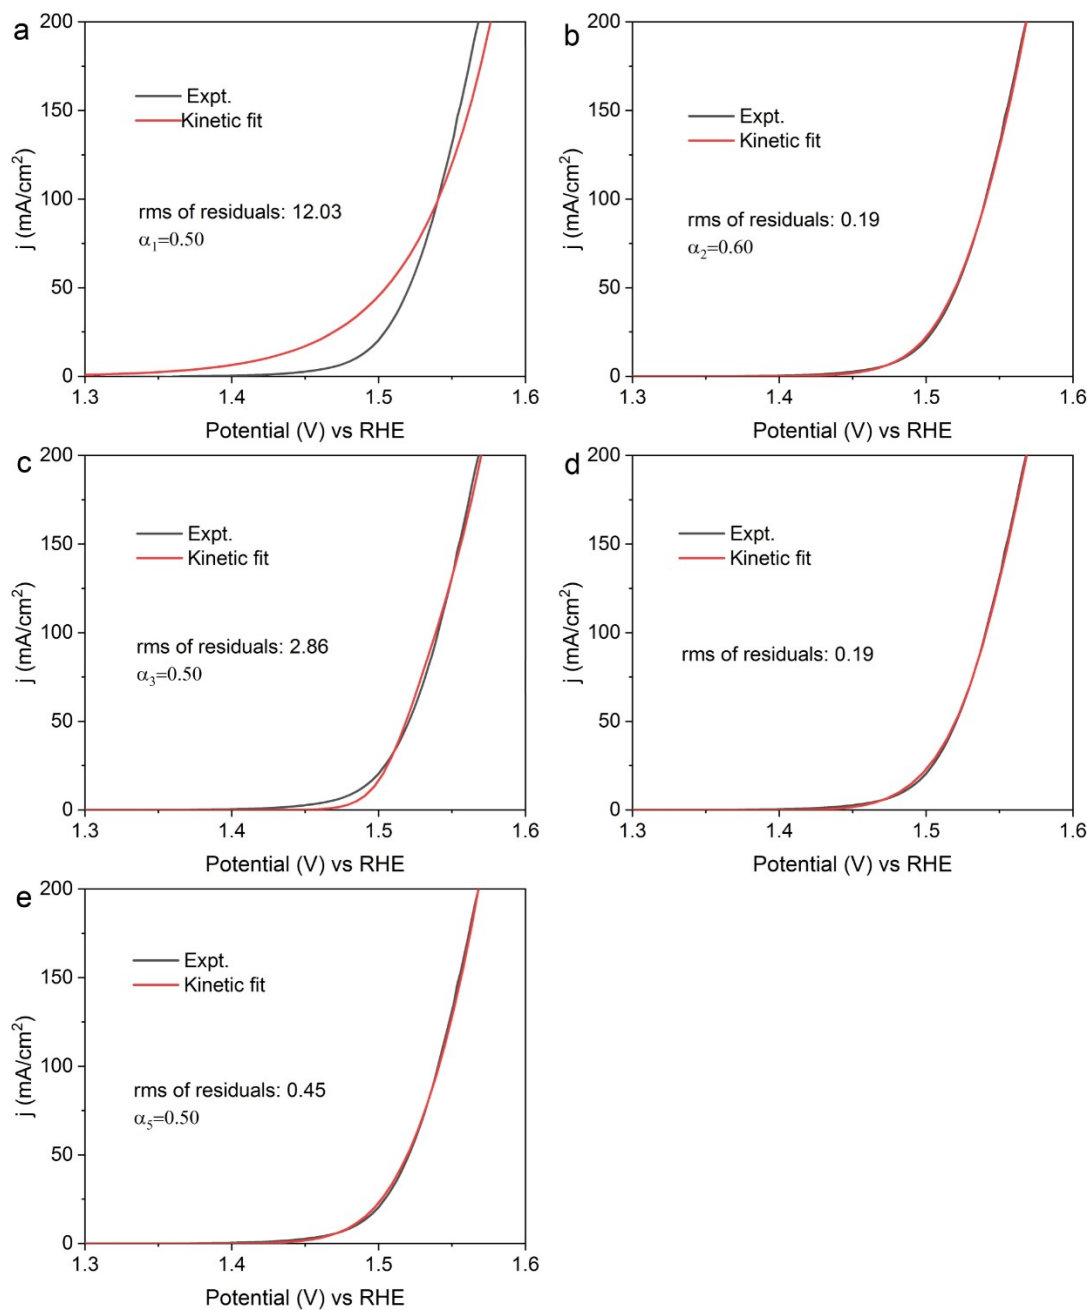 a
200
150
100
50
0
j (mA/cm²)
Expt.
Kinetic fit
rms of residuals: 12.03
α₁=0.50
1.3 1.4 1.5 1.6
Potential (V) vs RHE
b
200
150
100
50
0
j (mA/cm²)
Expt.
Kinetic fit
rms of residuals: 0.19
α₂=0.60
1.3 1.4 1.5 1.6
Potential (V) vs RHE
c
200
150
100
50
0
j (mA/cm²)
Expt.
Kinetic fit
rms of residuals: 2.86
α₃=0.50
1.3 1.4 1.5 1.6
Potential (V) vs RHE
d
200
150
100
50
0
j (mA/cm²)
Expt.
Kinetic fit
rms of residuals: 0.19
1.3 1.4 1.5 1.6
Potential (V) vs RHE
e
200
150
100
50
0
j (mA/cm²)
Expt.
Kinetic fit
rms of residuals: 0.45
α₅=0.50
1.3 1.4 1.5 1.6
Potential (V) vs RHE